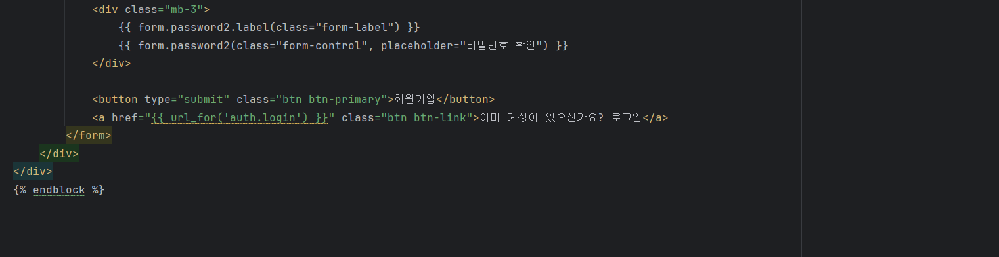 <div class="mb-3">
{{ form.password2.label(class="form-label") }}
{{ form.password2(class="form-control", placeholder="비밀번호 확인") }}
</div>
<button type="submit" class="btn btn-primary">회원가입</button>
<a href="{{ url_for('auth.login') }}" class="btn btn-link">이미 계정이 있으신가요? 로그인</a>
</form>
</div>
</div>
{% endblock %}